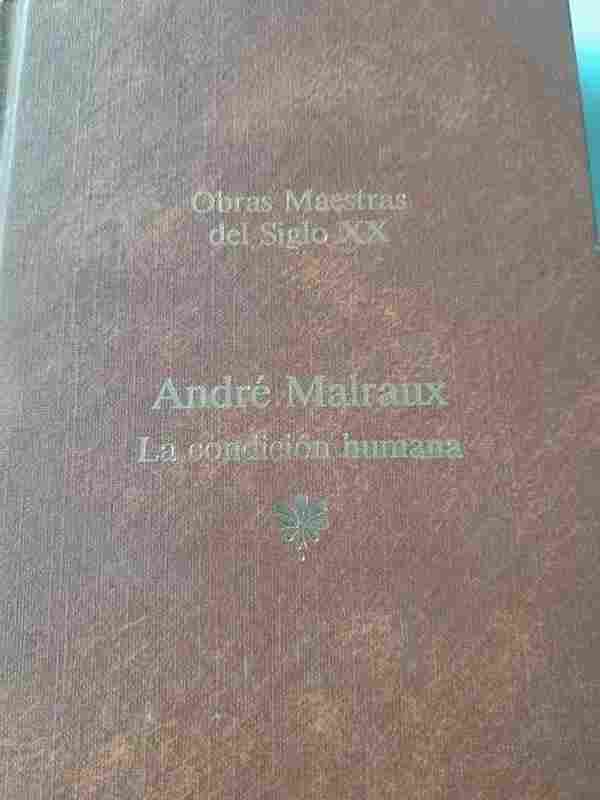 Obras Maestras
del Siglo XX
André Malraux
La condición humana